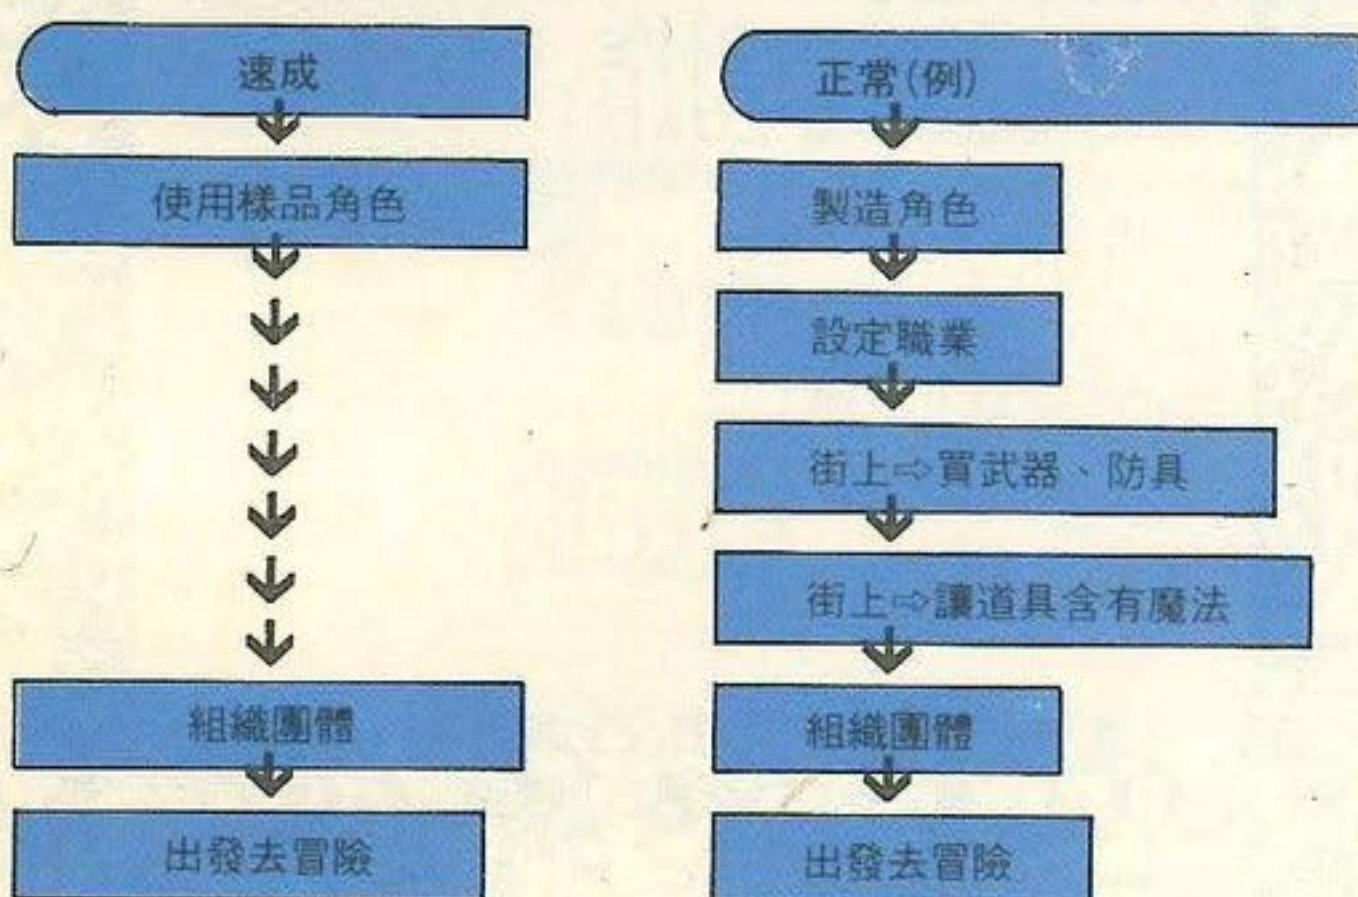 速成
使用樣品角色
組織團體
出發去冒險
正常(例)
製造角色
設定職業
街上⇨買武器、防具
街上⇨讓道具含有魔法
組織團體
出發去冒險